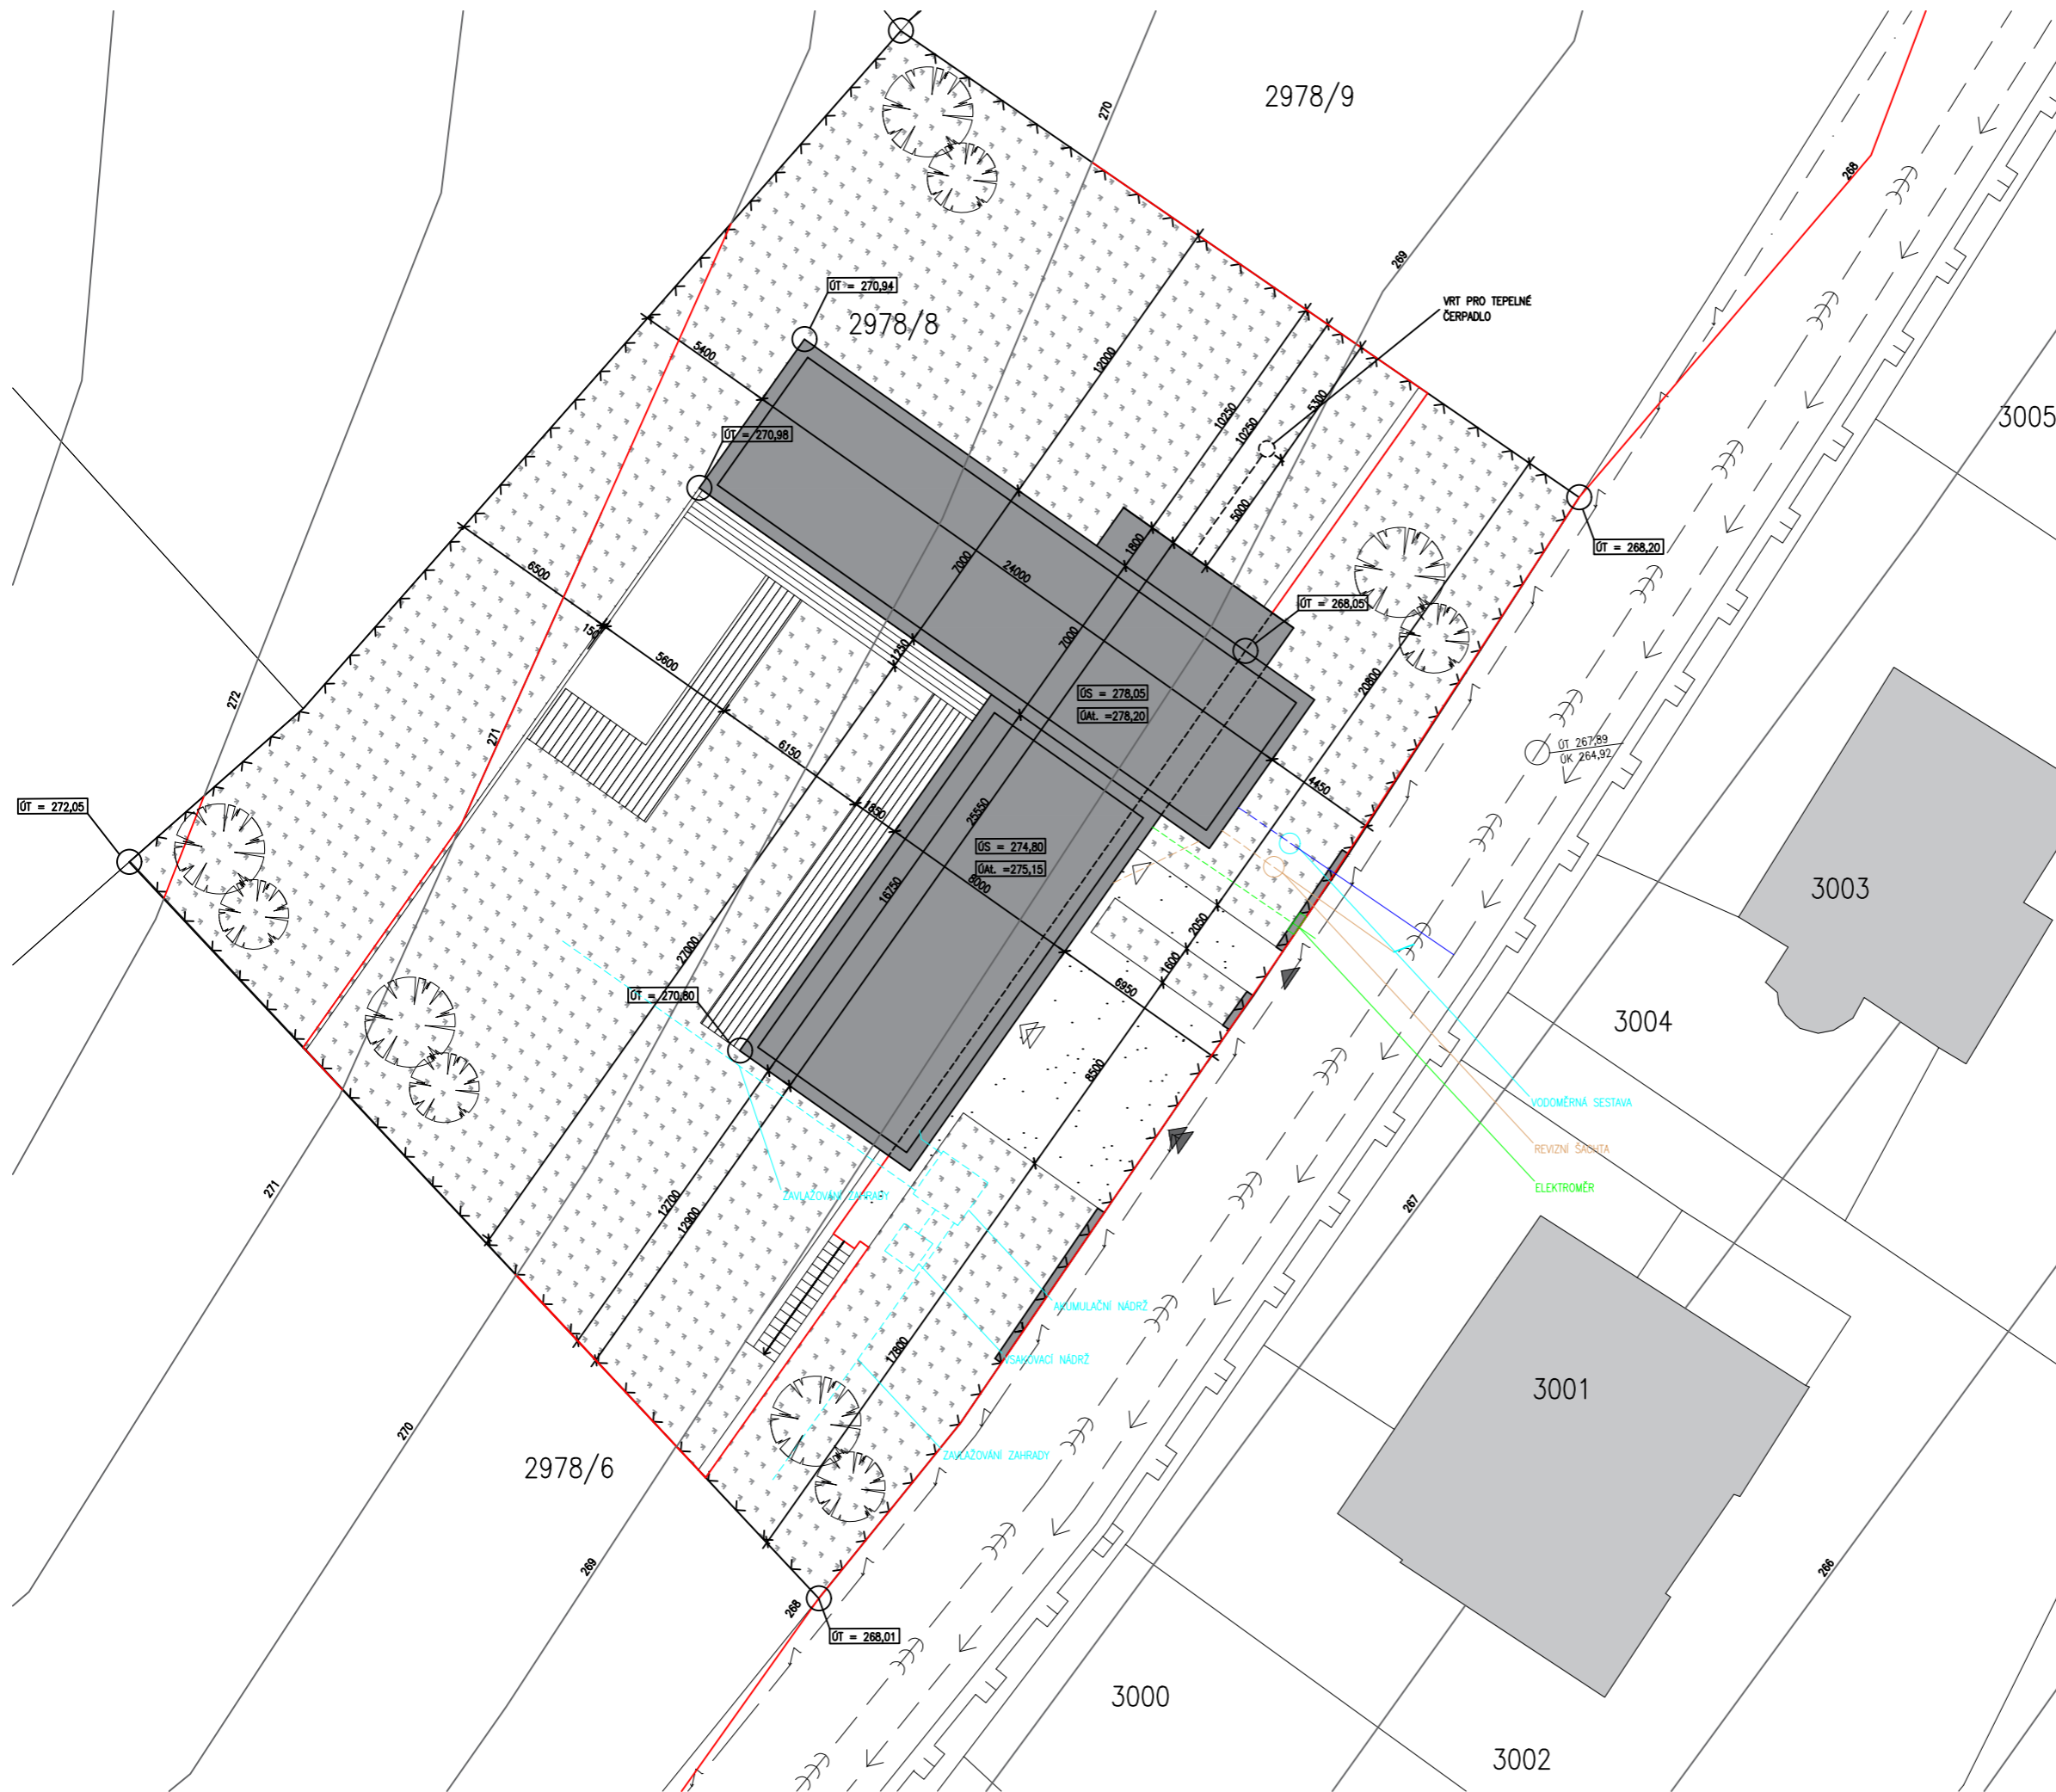 2978/9
270
268
269
VRT PRO TEPELNÉ
ČERPADLO
ÚT = 270,94
2978/8
5400
12000
10250
10250
5300
3005
ÚT = 270,98
5000
ÚT = 268,20
1800
7000
24000
6500
ÚT = 268,05
150
7000
5600
1250
20800
272
271
ÚS = 278,05
ÚAt. =278,20
6150
ÚT 267,89
ÚK 264,92
4450
ÚT = 272,05
1850
25550
ÚS = 274,80
ÚAt. =275,15
8000
16750
3003
2050
27000
1600
6950
ÚT = 270,80
3004
8500
VODOMĚRNÁ SESTAVA
REVIZNÍ ŠACHTA
ELEKTROMĚR
271
ZAVLAŽOVÁNÍ ZAHRADY
12700
12900
267
AKUMULAČNÍ NÁDRŽ
17800
VSAKOVACÍ NÁDRŽ
3001
270
ZAVLAŽOVÁNÍ ZAHRADY
2978/6
269
266
268
ÚT = 268,01
3000
3002